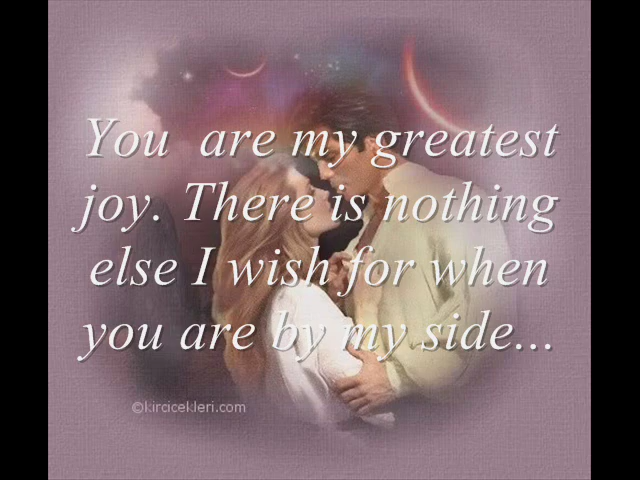 You are my greatest
joy. There is nothing
else I wish for when
you are by my side...
©kircicekleri.com